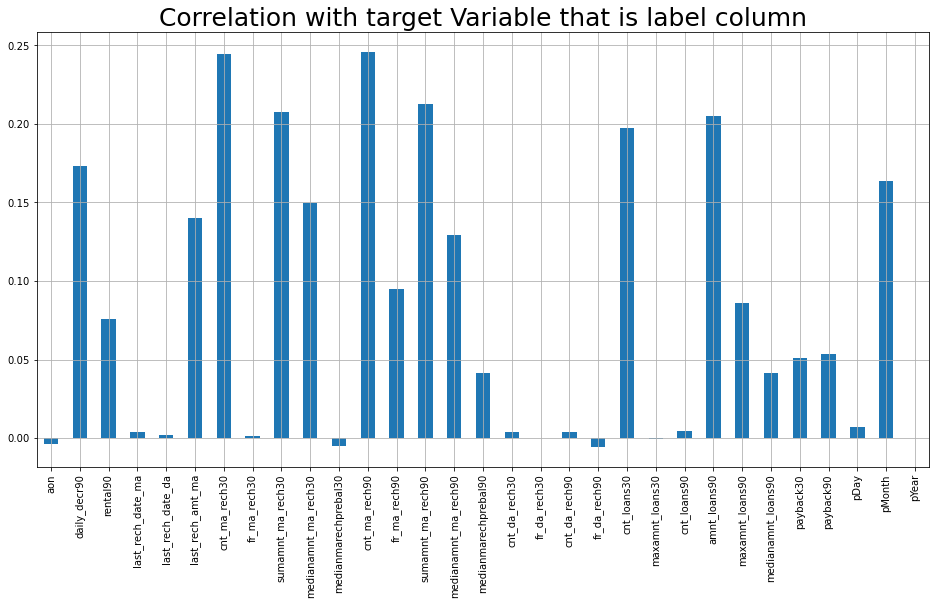 Correlation with target Variable that is label column
0.25
0.20
0.15
0.10
0.05
0.00
aon
daily_decr90
rental90
last_rech_date_ma
last_rech_date_da
last_rech_amt_ma
cnt_ma_rech30
fr_ma_rech30
sumamnt_ma_rech30
medianamnt_ma_rech30
medianmarechprebal30
cnt_ma_rech90
fr_ma_rech90
sumamnt_ma_rech90
medianamnt_ma_rech90
medianmarechprebal90
cnt_da_rech30
fr_da_rech30
cnt_da_rech90
fr_da_rech90
cnt_loans30
maxamnt_loans30
cnt_loans90
amnt_loans90
maxamnt_loans90
medianamnt_loans90
payback30
payback90
pDay
pMonth
pYear